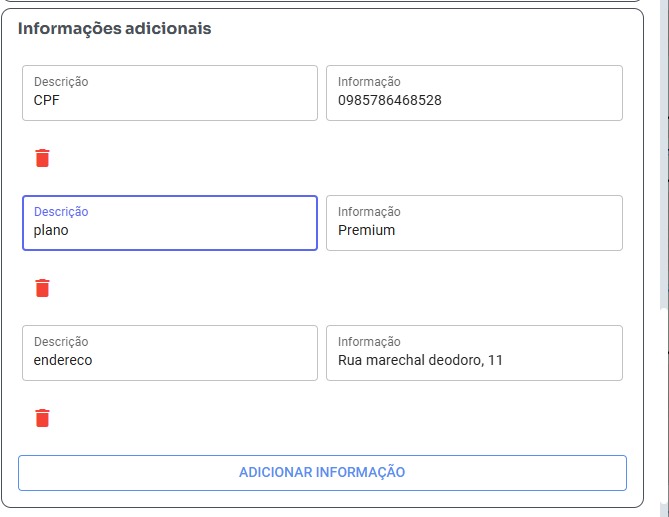 Informações adicionais
Descrição
CPF
Informação
0985786468528
Descrição
plano
Informação
Premium
Descrição
endereco
Informação
Rua marechal deodoro, 11
ADICIONAR INFORMAÇÃO